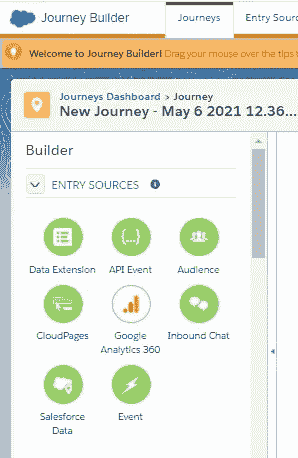 Journey Builder
Journeys
Entry Sourc
Welcome to Journey Builder! Drag your mouse over the tips t
Journeys Dashboard > Journey
New Journey - May 6 2021 12.36...
Builder
ENTRY SOURCES
Data Extension
API Event
Audience
CloudPages
Google
Analytics 360
Inbound Chat
Salesforce
Data
Event